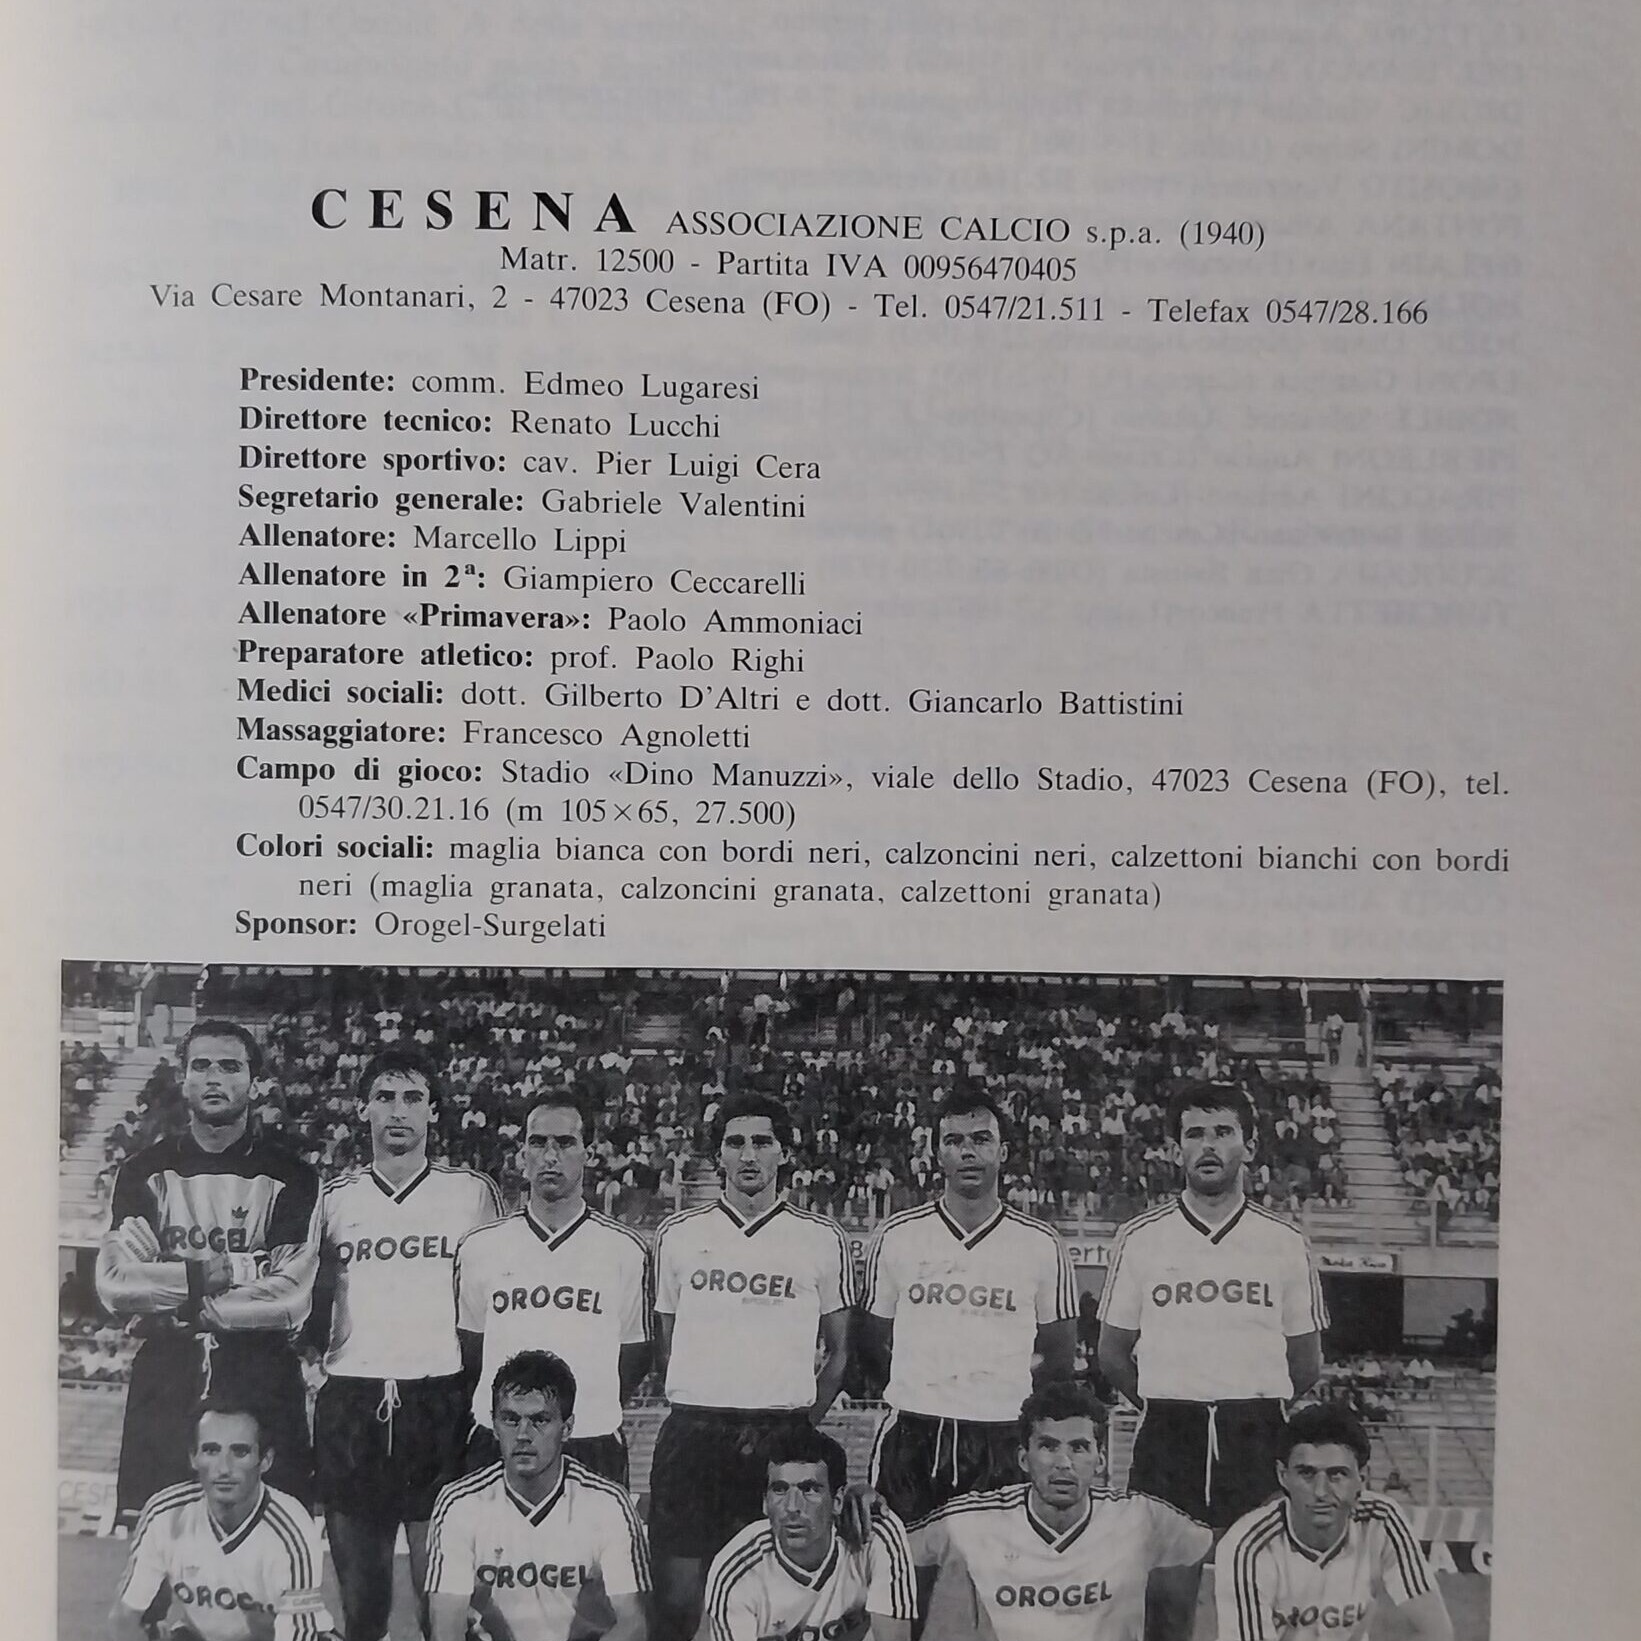 CESENA ASSOCIAZIONE CALCIO s.p.a. (1940)
Matr. 12500 - Partita IVA 00956470405
Via Cesare Montanari, 2 - 47023 Cesena (FO) - Tel. 0547/21.511 - Telefax 0547/28.166
Presidente: comm. Edmeo Lugaresi
Direttore tecnico: Renato Lucchi
Direttore sportivo: cav. Pier Luigi Cera
Segretario generale: Gabriele Valentini
Allenatore: Marcello Lippi
Allenatore in 2ª: Giampiero Ceccarelli
Allenatore «Primavera»: Paolo Ammoniaci
Preparatore atletico: prof. Paolo Righi
Medici sociali: dott. Gilberto D'Altri e dott. Giancarlo Battistini
Massaggiatore: Francesco Agnoletti
Campo di gioco: Stadio «Dino Manuzzi», viale dello Stadio, 47023 Cesena (FO), tel.
0547/30.21.16 (m 105×65, 27.500)
Colori sociali: maglia bianca con bordi neri, calzoncini neri, calzettoni bianchi con bordi
neri (maglia granata, calzoncini granata, calzettoni granata)
Sponsor: Orogel-Surgelati
ROGEL
OROGEL
OROGEL
OROGEL
OROGEL
OROGEL
OROG
OROGEL
OGE
OROGEL
OROGEL